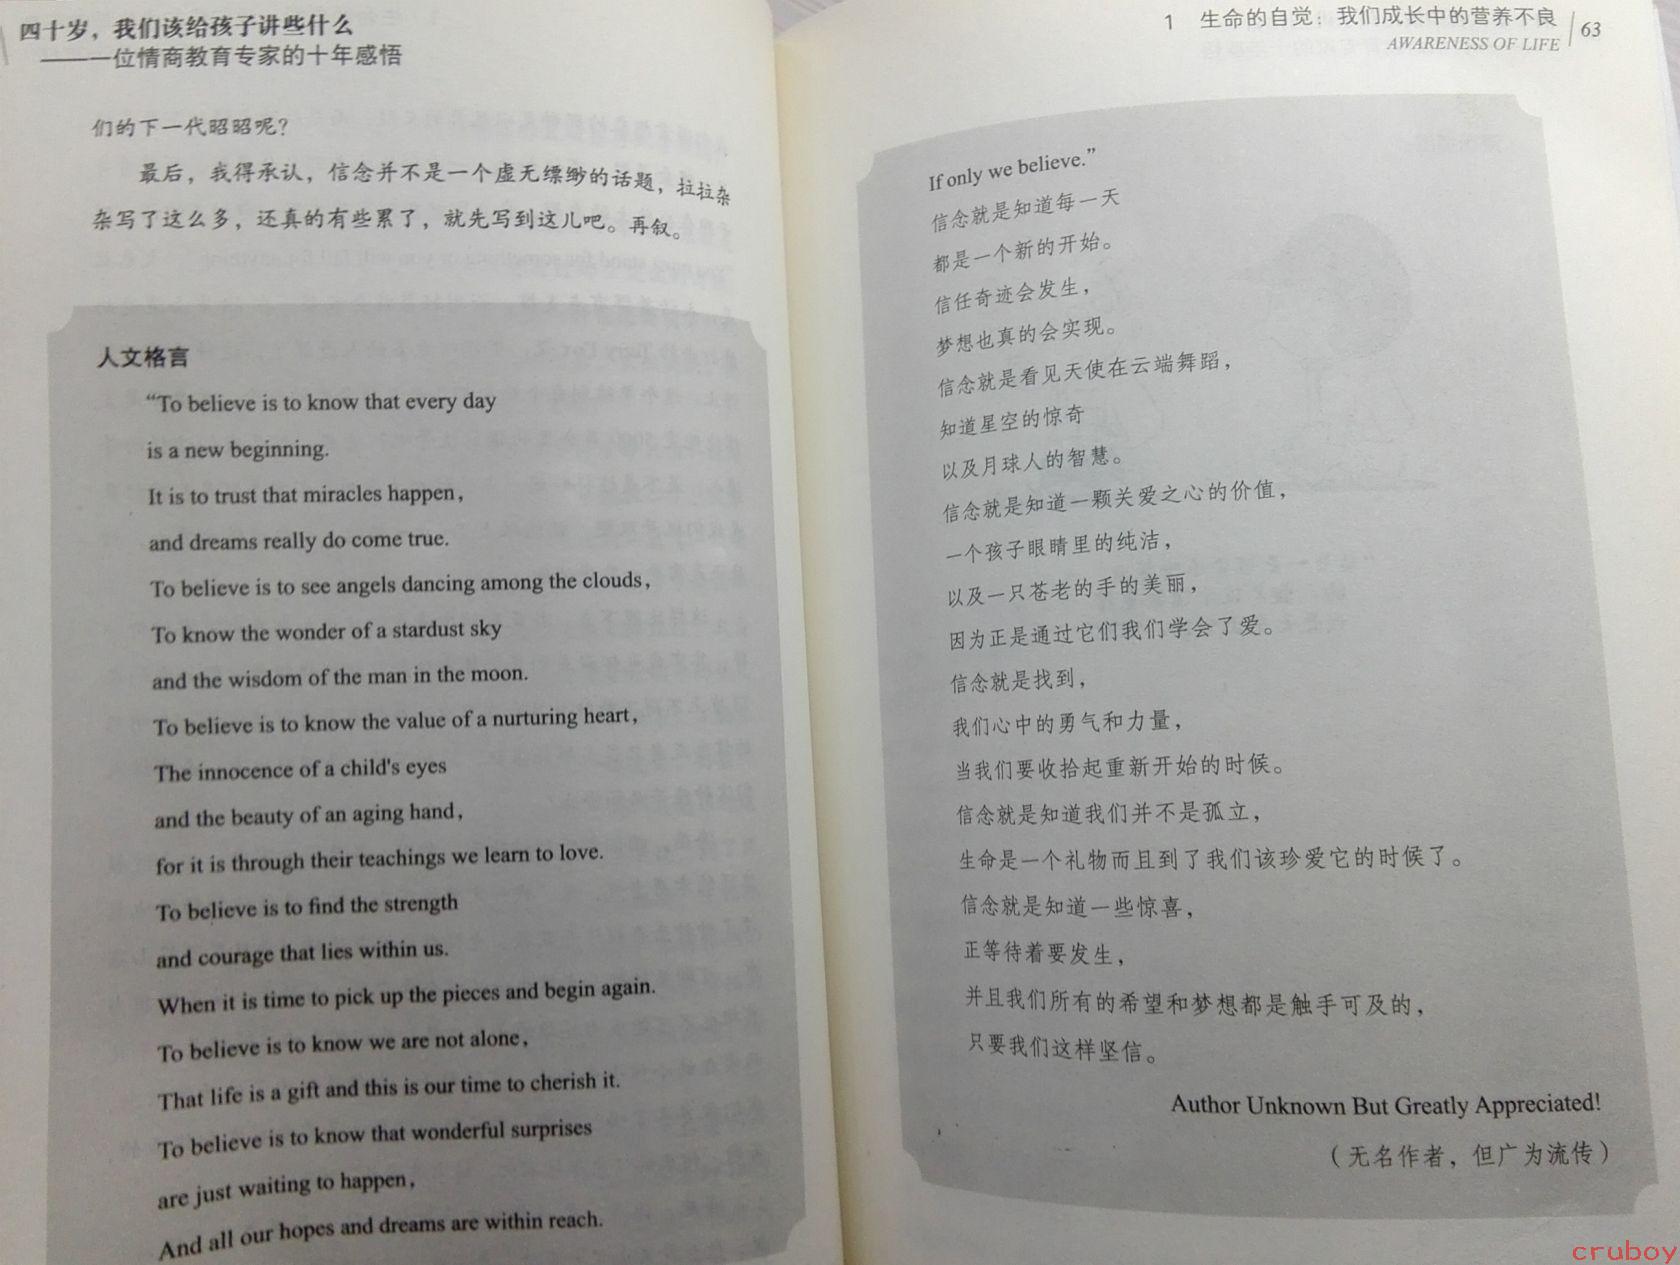 四十岁，我们该给孩子讲些什么
——一位情商教育专家的十年感悟
们的下一代昭昭呢？
最后，我得承认，信念并不是一个虚无缥缈的话题，拉拉杂
杂写了这么多，还真的有些累了，就先写到这儿吧。再叙。
人文格言
“To believe is to know that every day
is a new beginning.
It is to trust that miracles happen,
and dreams really do come true.
To believe is to see angels dancing among the clouds,
To know the wonder of a stardust sky
and the wisdom of the man in the moon.
To believe is to know the value of a nurturing heart,
The innocence of a child's eyes
and the beauty of an aging hand,
for it is through their teachings we learn to love.
To believe is to find the strength
and courage that lies within us.
When it is time to pick up the pieces and begin again.
To believe is to know we are not alone,
That life is a gift and this is our time to cherish it.
To believe is to know that wonderful surprises
are just waiting to happen,
And all our hopes and dreams are within reach.
1 生命的自觉：我们成长中的营养不良 63
AWARENESS OF LIFE
If only we believe.”
信念就是知道每一天
都是一个新的开始。
信任奇迹会发生，
梦想也真的会实现。
信念就是看见天使在云端舞蹈，
知道星空的惊奇
以及月球人的智慧。
信念就是知道一颗关爱之心的价值，
一个孩子眼睛里的纯洁，
以及一只苍老的手的美丽，
因为正是通过它们我们学会了爱。
信念就是找到，
我们心中的勇气和力量，
当我们要收拾起重新开始的时候。
信念就是知道我们并不是孤立，
生命是一个礼物而且到了我们该珍爱它的时候了。
信念就是知道一些惊喜，
正等待着要发生，
并且我们所有的希望和梦想都是触手可及的，
只要我们这样坚信。
Author Unknown But Greatly Appreciated!
（无名作者，但广为流传）
cruboy